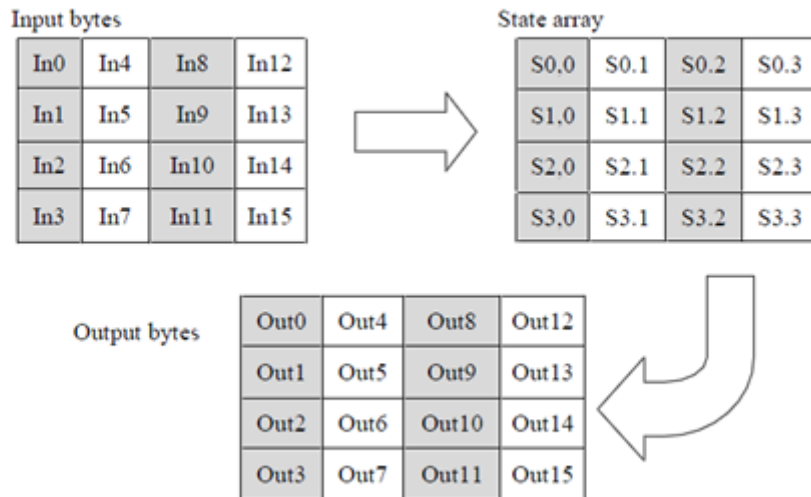 Input bytes
State array
In0 In4 In8 In12
In1 In5 In9 In13
In2 In6 In10 In14
In3 In7 In11 In15
S0,0 S0.1 S0.2 S0.3
S1,0 S1.1 S1.2 S1.3
S2,0 S2.1 S2.2 S2.3
S3,0 S3.1 S3.2 S3.3
Output bytes
Out0 Out4 Out8 Out12
Out1 Out5 Out9 Out13
Out2 Out6 Out10 Out14
Out3 Out7 Out11 Out15